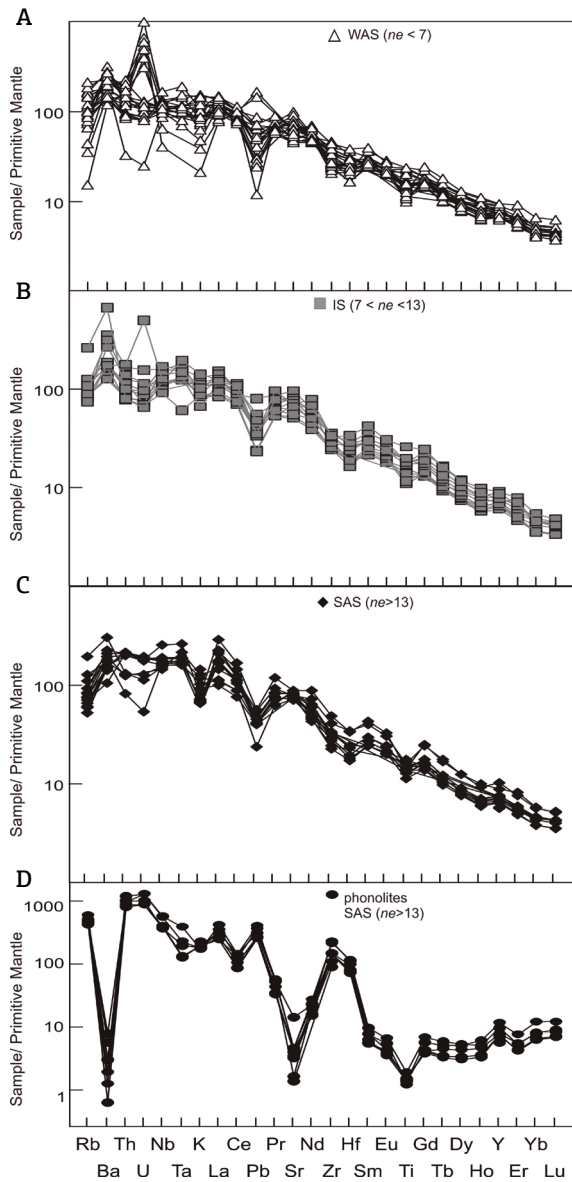 A
WAS (ne < 7)
100
10
Sample/ Primitive Mantle
B
IS (7 < ne <13)
100
10
Sample/ Primitive Mantle
C
SAS (ne>13)
100
10
Sample/ Primitive Mantle
D
phonolites
SAS (ne>13)
1000
100
10
1
Sample/ Primitive Mantle
Rb Th Nb K Ce Pr Nd Hf Eu Gd Dy Y Yb
Ba U Ta La Pb Sr Zr Sm Ti Tb Ho Er Lu